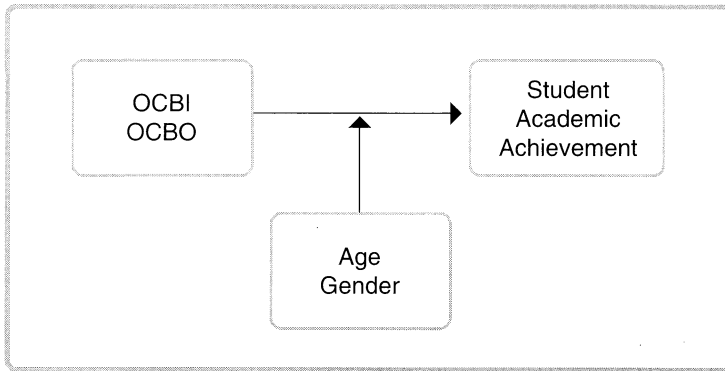 OCBI
OCBO
Student
Academic
Achievement
Age
Gender